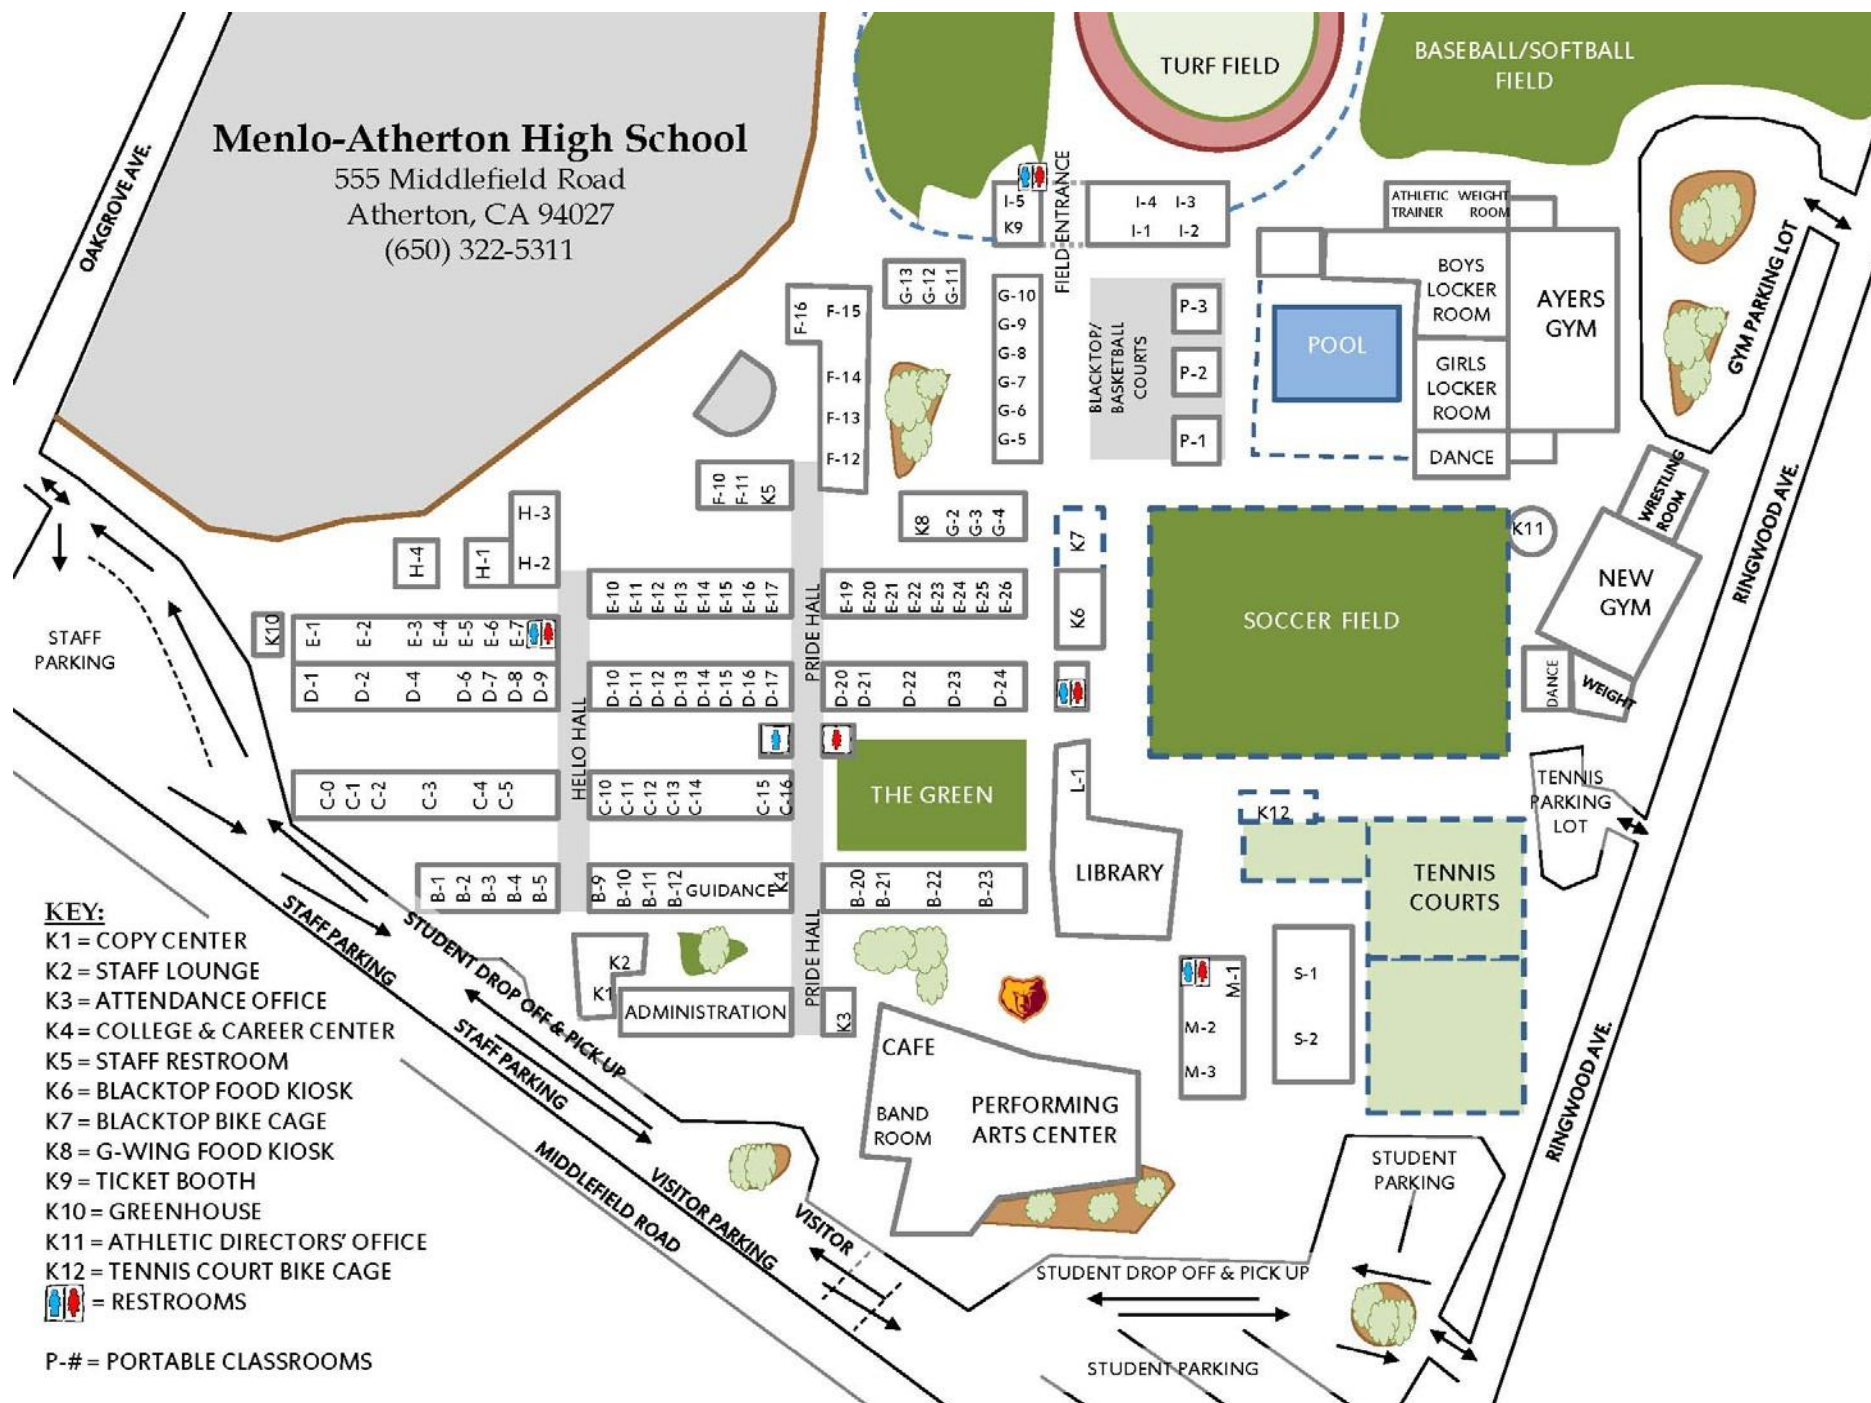 Menlo-Atherton High School
555 Middlefield Road
Atherton, CA 94027
(650) 322-5311
OAKGROVE AVE.
TURF FIELD
BASEBALL/SOFTBALL
FIELD
I-5
K9
FIELD ENTRANCE
I-4 I-3
I-1 I-2
ATHLETIC
TRAINER
WEIGHT
ROOM
BOYS
LOCKER
ROOM
AYERS
GYM
GIRLS
LOCKER
ROOM
DANCE
POOL
GYM PARKING LOT
G-13
G-12
G-11
F-16
F-15
F-14
F-13
F-12
G-10
G-9
G-8
G-7
G-6
G-5
BLACKTOP/
BASKETBALL
COURTS
P-3
P-2
P-1
F-10
F-11
K5
K8
G-2
G-3
G-4
K7
K6
K11
WRESTLING
ROOM
NEW
GYM
DANCE
WEIGHT
RINGWOOD AVE.
SOCCER FIELD
H-3
H-2
H-1
H-4
STAFF
PARKING
K10
E-1
E-2
E-3
E-4
E-5
E-6
E-7
E-10
E-11
E-12
E-13
E-14
E-15
E-16
E-17
PRIDE HALL
E-19
E-20
E-21
E-22
E-23
E-24
E-25
E-26
D-1
D-2
D-4
D-6
D-7
D-8
D-9
D-10
D-11
D-12
D-13
D-14
D-15
D-16
D-17
D-20
D-21
D-22
D-23
D-24
HELLO HALL
C-0
C-1
C-2
C-3
C-4
C-5
C-10
C-11
C-12
C-13
C-14
C-15
C-16
THE GREEN
L-1
LIBRARY
K12
TENNIS
COURTS
TENNIS
PARKING
LOT
B-1
B-2
B-3
B-4
B-5
B-9
B-10
B-11
B-12
GUIDANCE
K4
B-20
B-21
B-22
B-23
PRIDE HALL
K2
K1
ADMINISTRATION
K3
CAFE
BAND
ROOM
PERFORMING
ARTS CENTER
M-1
M-2
M-3
S-1
S-2
STAFF PARKING
STUDENT DROP OFF & PICK UP
STAFF PARKING
MIDDLEFIELD ROAD
VISITOR PARKING
VISITOR
STUDENT
PARKING
STUDENT DROP OFF & PICK UP
STUDENT PARKING
RINGWOOD AVE.
KEY:
K1 = COPY CENTER
K2 = STAFF LOUNGE
K3 = ATTENDANCE OFFICE
K4 = COLLEGE & CAREER CENTER
K5 = STAFF RESTROOM
K6 = BLACKTOP FOOD KIOSK
K7 = BLACKTOP BIKE CAGE
K8 = G-WING FOOD KIOSK
K9 = TICKET BOOTH
K10 = GREENHOUSE
K11 = ATHLETIC DIRECTORS' OFFICE
K12 = TENNIS COURT BIKE CAGE
= RESTROOMS
P-# = PORTABLE CLASSROOMS